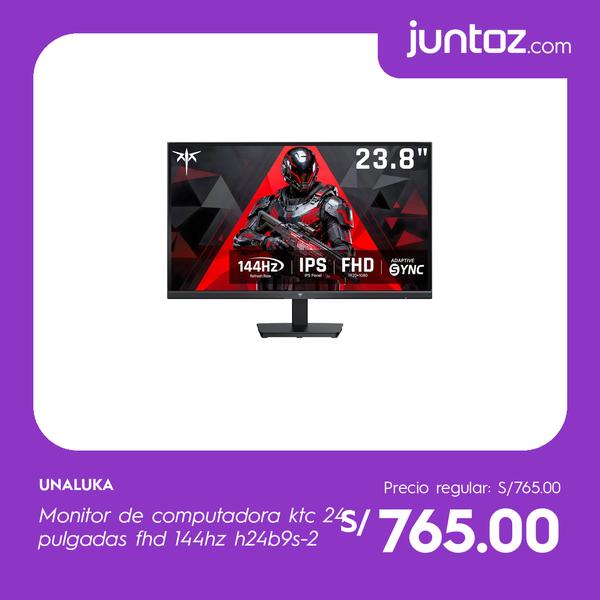 juntoz.com
23.8"
144Hz IPS FHD ADAPTIVE SYNC
Refresh Rate IPS Panel 1920×1080
UNALUKA
Precio regular: S/765.00
Monitor de computadora ktc 24
pulgadas fhd 144hz h24b9s-2
S/ 765.00